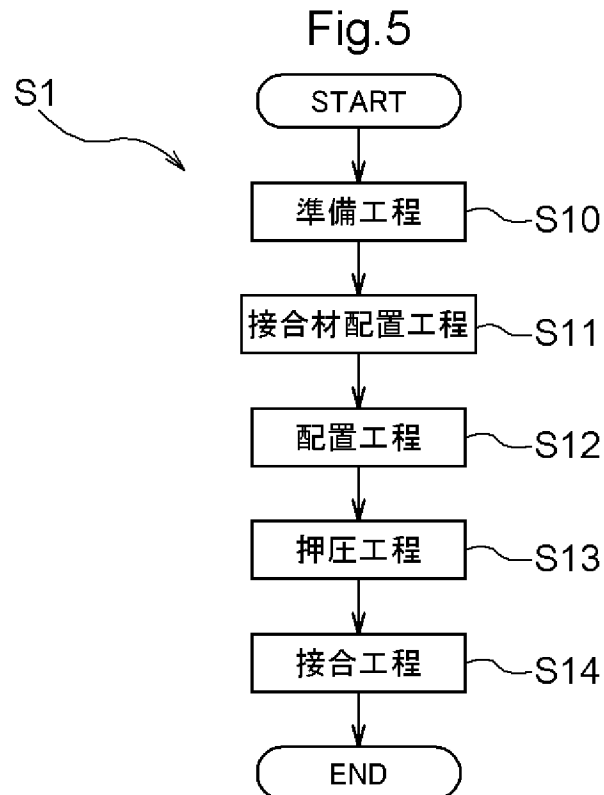 Fig.5
S1
START
準備工程
S10
接合材配置工程
S11
配置工程
S12
押圧工程
S13
接合工程
S14
END